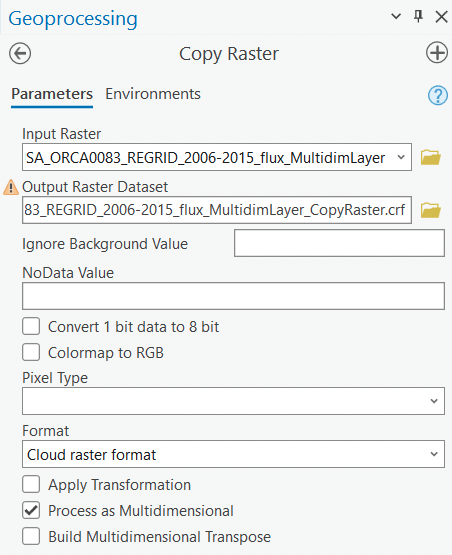 Geoprocessing
Copy Raster
Parameters Environments
Input Raster
SA_ORCA0083_REGRID_2006-2015_flux_MultidimLayer
Output Raster Dataset
83_REGRID_2006-2015_flux_MultidimLayer_CopyRaster.crf
Ignore Background Value
NoData Value
Convert 1 bit data to 8 bit
Colormap to RGB
Pixel Type
Format
Cloud raster format
Apply Transformation
Process as Multidimensional
Build Multidimensional Transpose